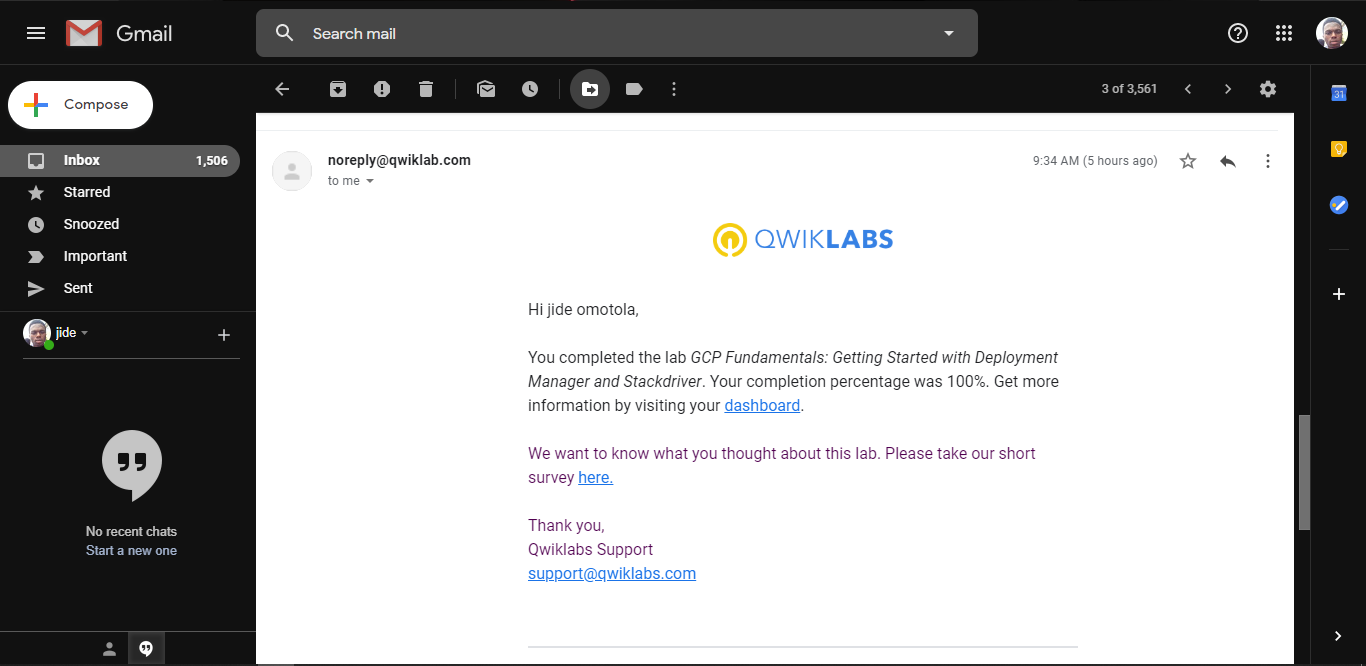 Gmail
Search mail
Compose
3 of 3,561
31
Inbox 1,506
Starred
Snoozed
Important
Sent
jide
No recent chats
Start a new one
noreply@qwiklab.com
9:34 AM (5 hours ago)
to me
QWIKLABS
Hi jide omotola,
You completed the lab GCP Fundamentals: Getting Started with Deployment
Manager and Stackdriver. Your completion percentage was 100%. Get more
information by visiting your dashboard.
We want to know what you thought about this lab. Please take our short
survey here.
Thank you,
Qwiklabs Support
support@qwiklabs.com